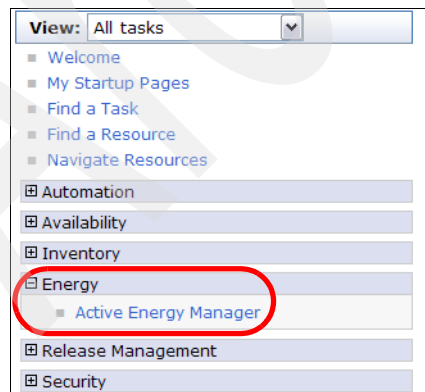 View: All tasks
Welcome
My Startup Pages
Find a Task
Find a Resource
Navigate Resources
Automation
Availability
Inventory
Energy
Active Energy Manager
Release Management
Security